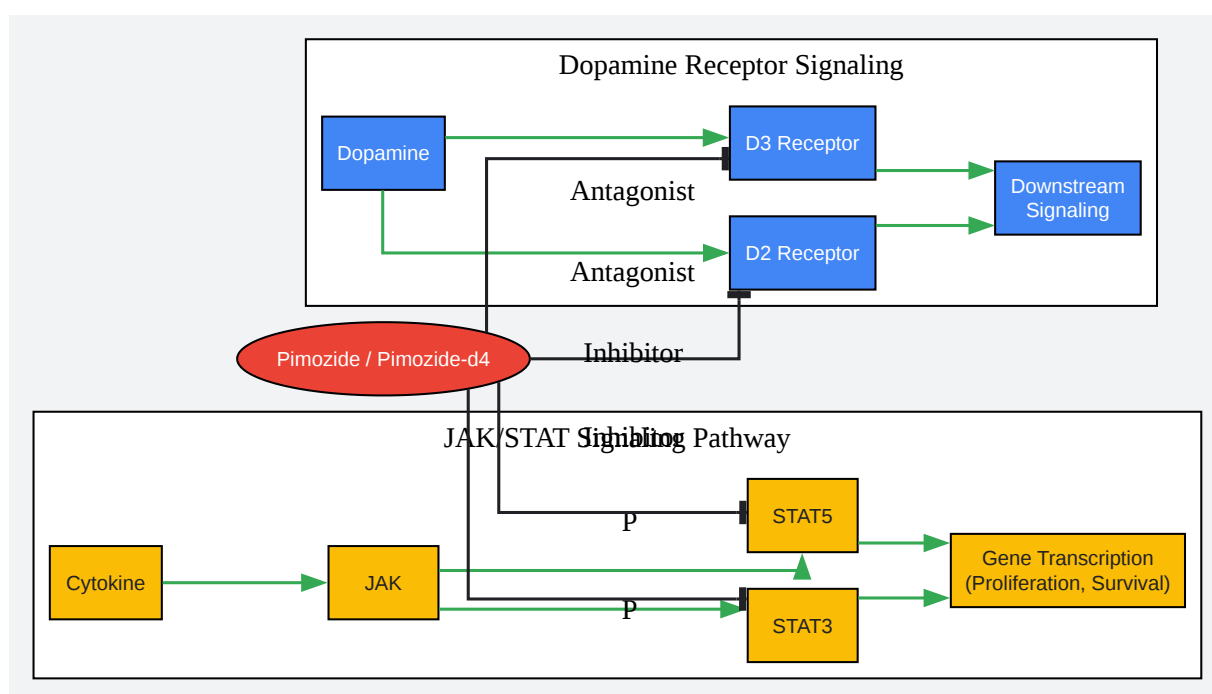 Dopamine Receptor Signaling
Dopamine
D3 Receptor
Downstream
Signaling
Antagonist
D2 Receptor
Antagonist
Inhibitor
Pimozide / Pimozide-d4
JAK/STAT Signaling Pathway
Inhibitor
STAT5
P
Gene Transcription
(Proliferation, Survival)
Cytokine
JAK
P
STAT3